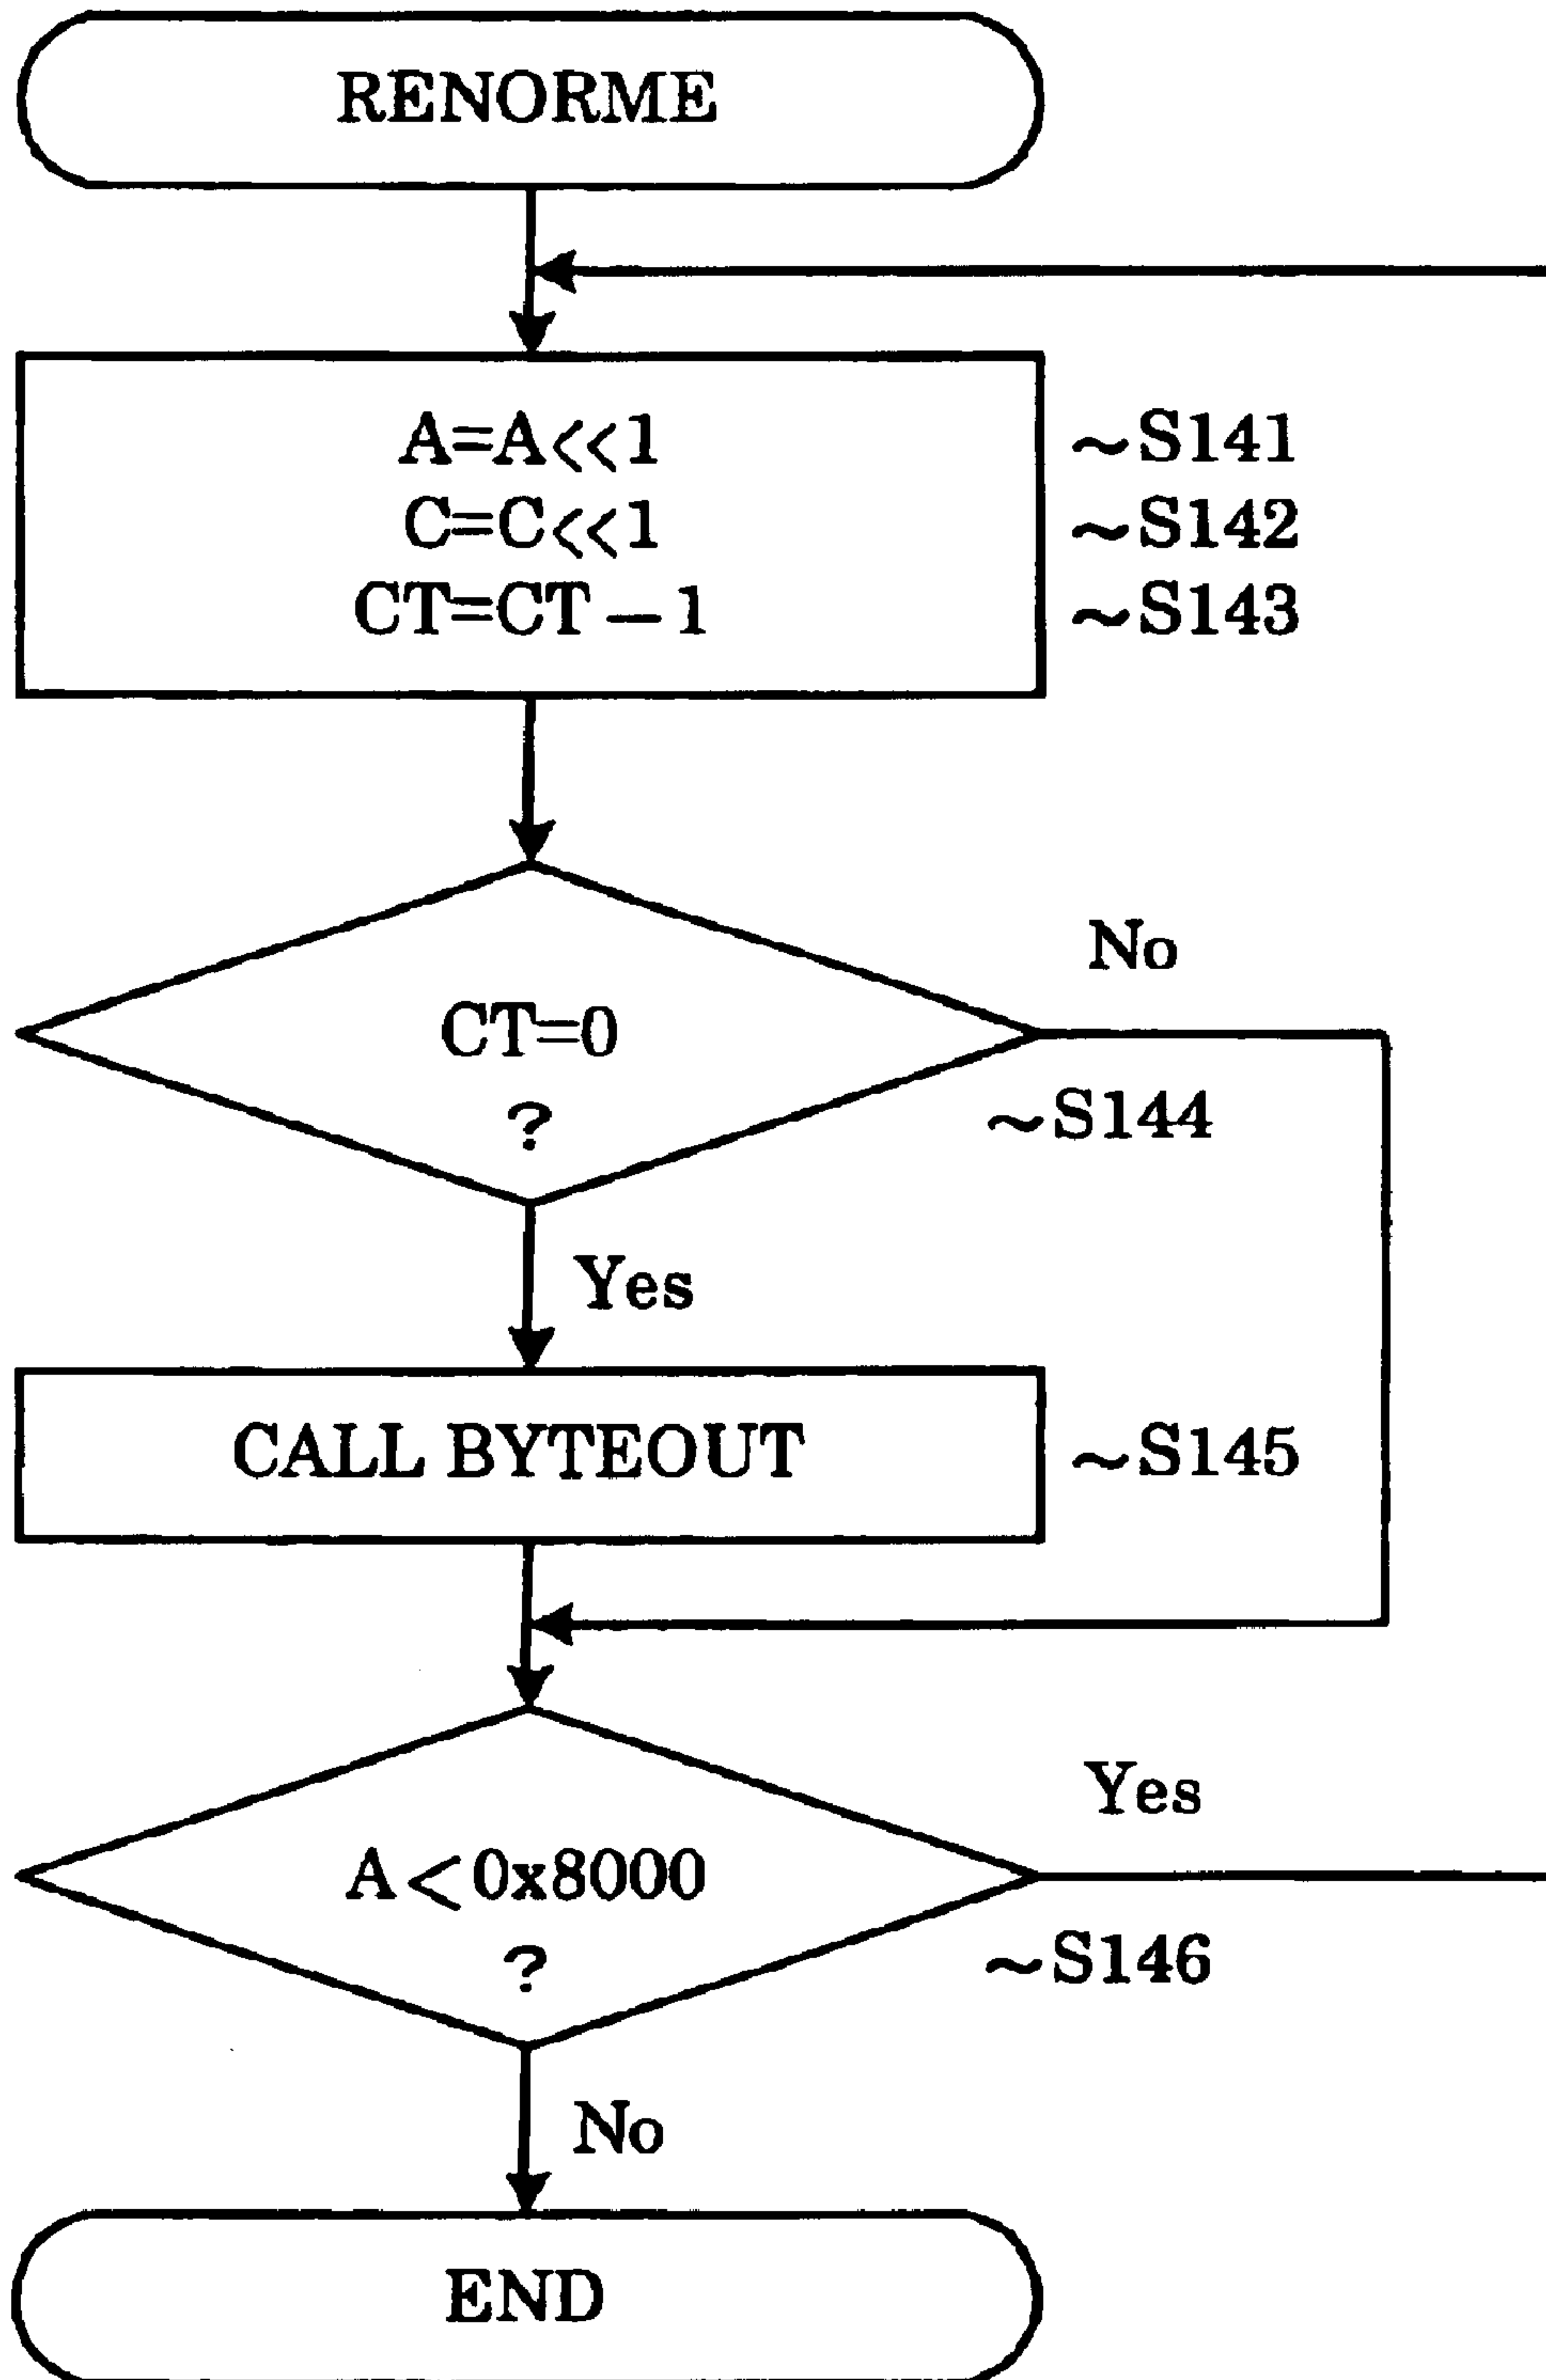 RENORME
A=A<<1 ~S141
C=C<<1 ~S142
CT=CT-1 ~S143
No
CT=0
?
~S144
Yes
CALL BYTEOUT ~S145
Yes
A<0x8000
?
~S146
No
END